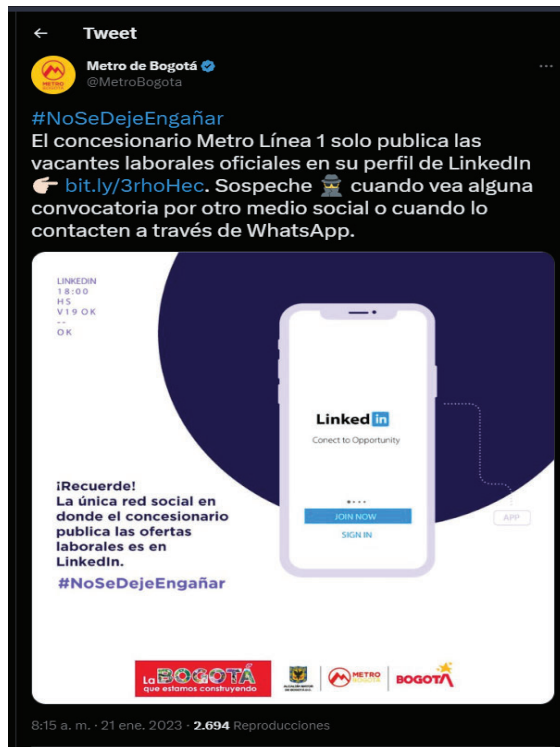 ← Tweet
Metro de Bogotá
@MetroBogota
#NoSeDejeEngañar
El concesionario Metro Línea 1 solo publica las
vacantes laborales oficiales en su perfil de LinkedIn
👉🏻 bit.ly/3rhoHec. Sospeche 🕵 cuando vea alguna
convocatoria por otro medio social o cuando lo
contacten a través de WhatsApp.
LINKEDIN
18:00
HS
V19 OK
--
OK
Linked in
Conect to Opportunity
JOIN NOW
SIGN IN
APP
¡Recuerde!
La única red social en
donde el concesionario
publica las ofertas
laborales es en
LinkedIn.
#NoSeDejeEngañar
La BOGOTÁ
que estamos construyendo
METRO
BOGOTÁ
8:15 a. m. · 21 ene. 2023 · 2.694 Reproducciones